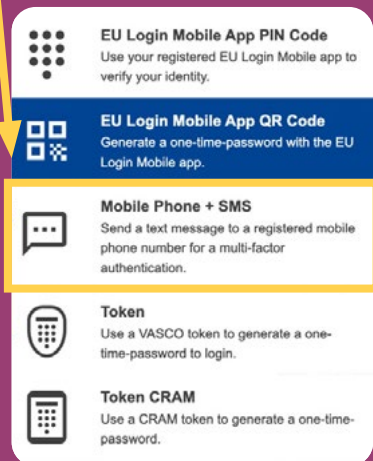 EU Login Mobile App PIN Code
Use your registered EU Login Mobile app to
verify your identity.
EU Login Mobile App QR Code
Generate a one-time-password with the EU
Login Mobile app.
Mobile Phone + SMS
Send a text message to a registered mobile
phone number for a multi-factor
authentication.
Token
Use a VASCO token to generate a one-
time-password to login.
Token CRAM
Use a CRAM token to generate a one-time-
password.